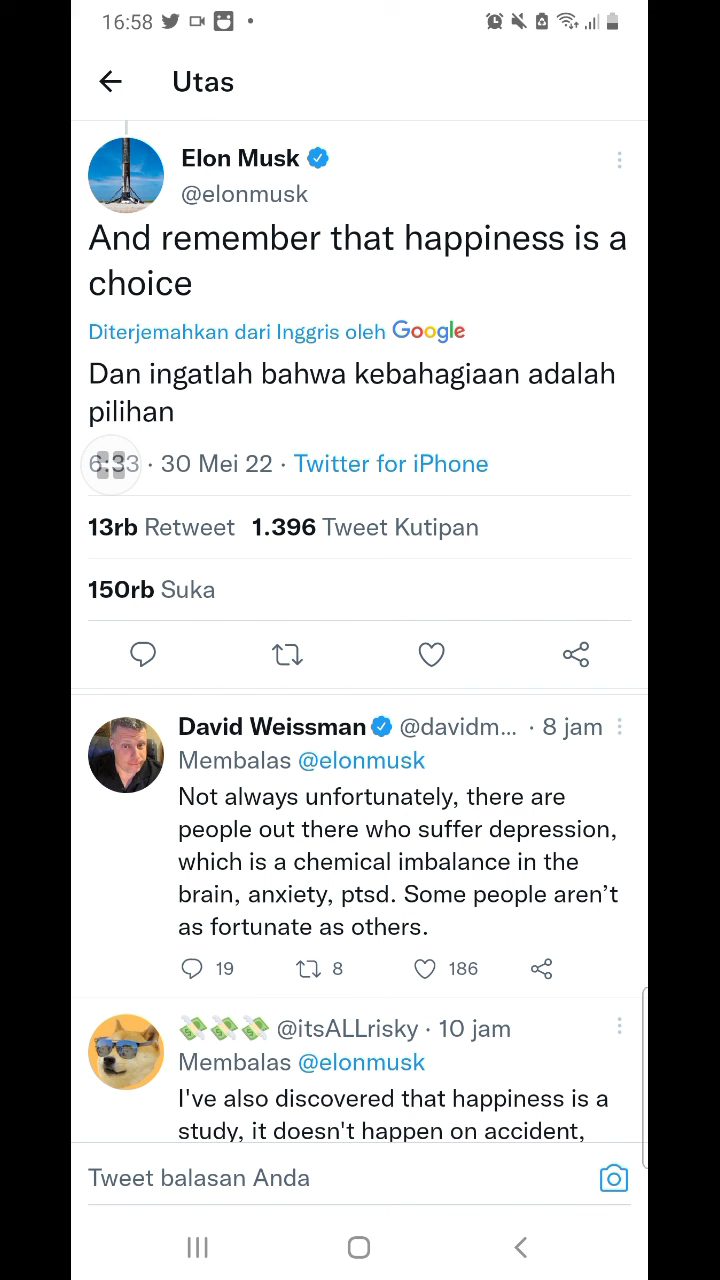 16:58
Utas
Elon Musk
@elonmusk
And remember that happiness is a
choice
Diterjemahkan dari Inggris oleh Google
Dan ingatlah bahwa kebahagiaan adalah
pilihan
6:33 · 30 Mei 22 · Twitter for iPhone
13rb Retweet 1.396 Tweet Kutipan
150rb Suka
David Weissman @davidm... · 8 jam
Membalas @elonmusk
Not always unfortunately, there are
people out there who suffer depression,
which is a chemical imbalance in the
brain, anxiety, ptsd. Some people aren’t
as fortunate as others.
19 8 186
@itsALLrisky · 10 jam
Membalas @elonmusk
I've also discovered that happiness is a
study, it doesn't happen on accident,
Tweet balasan Anda